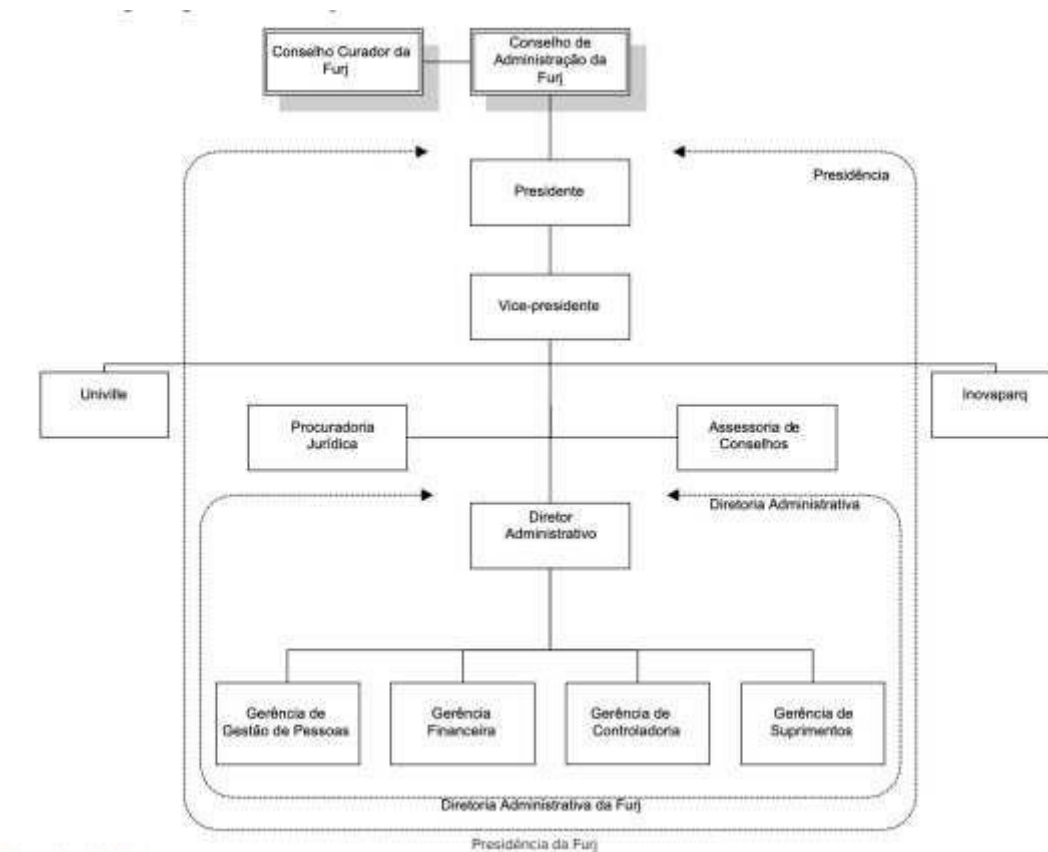 Conselho Curador da
Furj
Conselho de
Administração da
Furj
Presidência
Presidente
Vice-presidente
Univille
Inovaparq
Procuradoria
Jurídica
Assessoria de
Conselhos
Diretoria Administrativa
Diretor
Administrativo
Gerência de
Gestão de Pessoas
Gerência
Financeira
Gerência de
Controladoria
Gerência de
Suprimentos
Diretoria Administrativa da Furj
Presidência da Furj